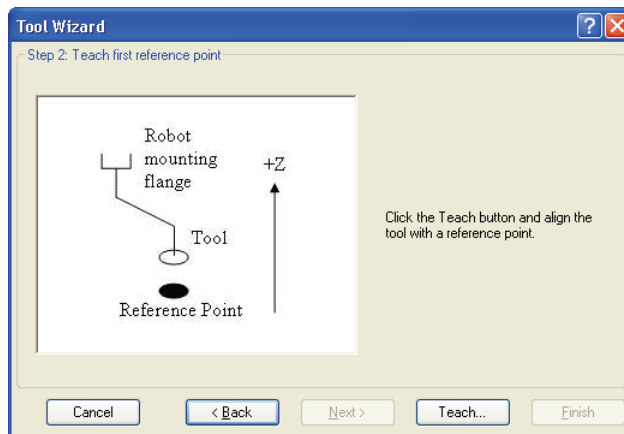 Tool Wizard
Step 2: Teach first reference point
Robot
mounting
flange
+Z
Tool
Reference Point
Click the Teach button and align the
tool with a reference point.
Cancel
< Back
Next >
Teach...
Finish